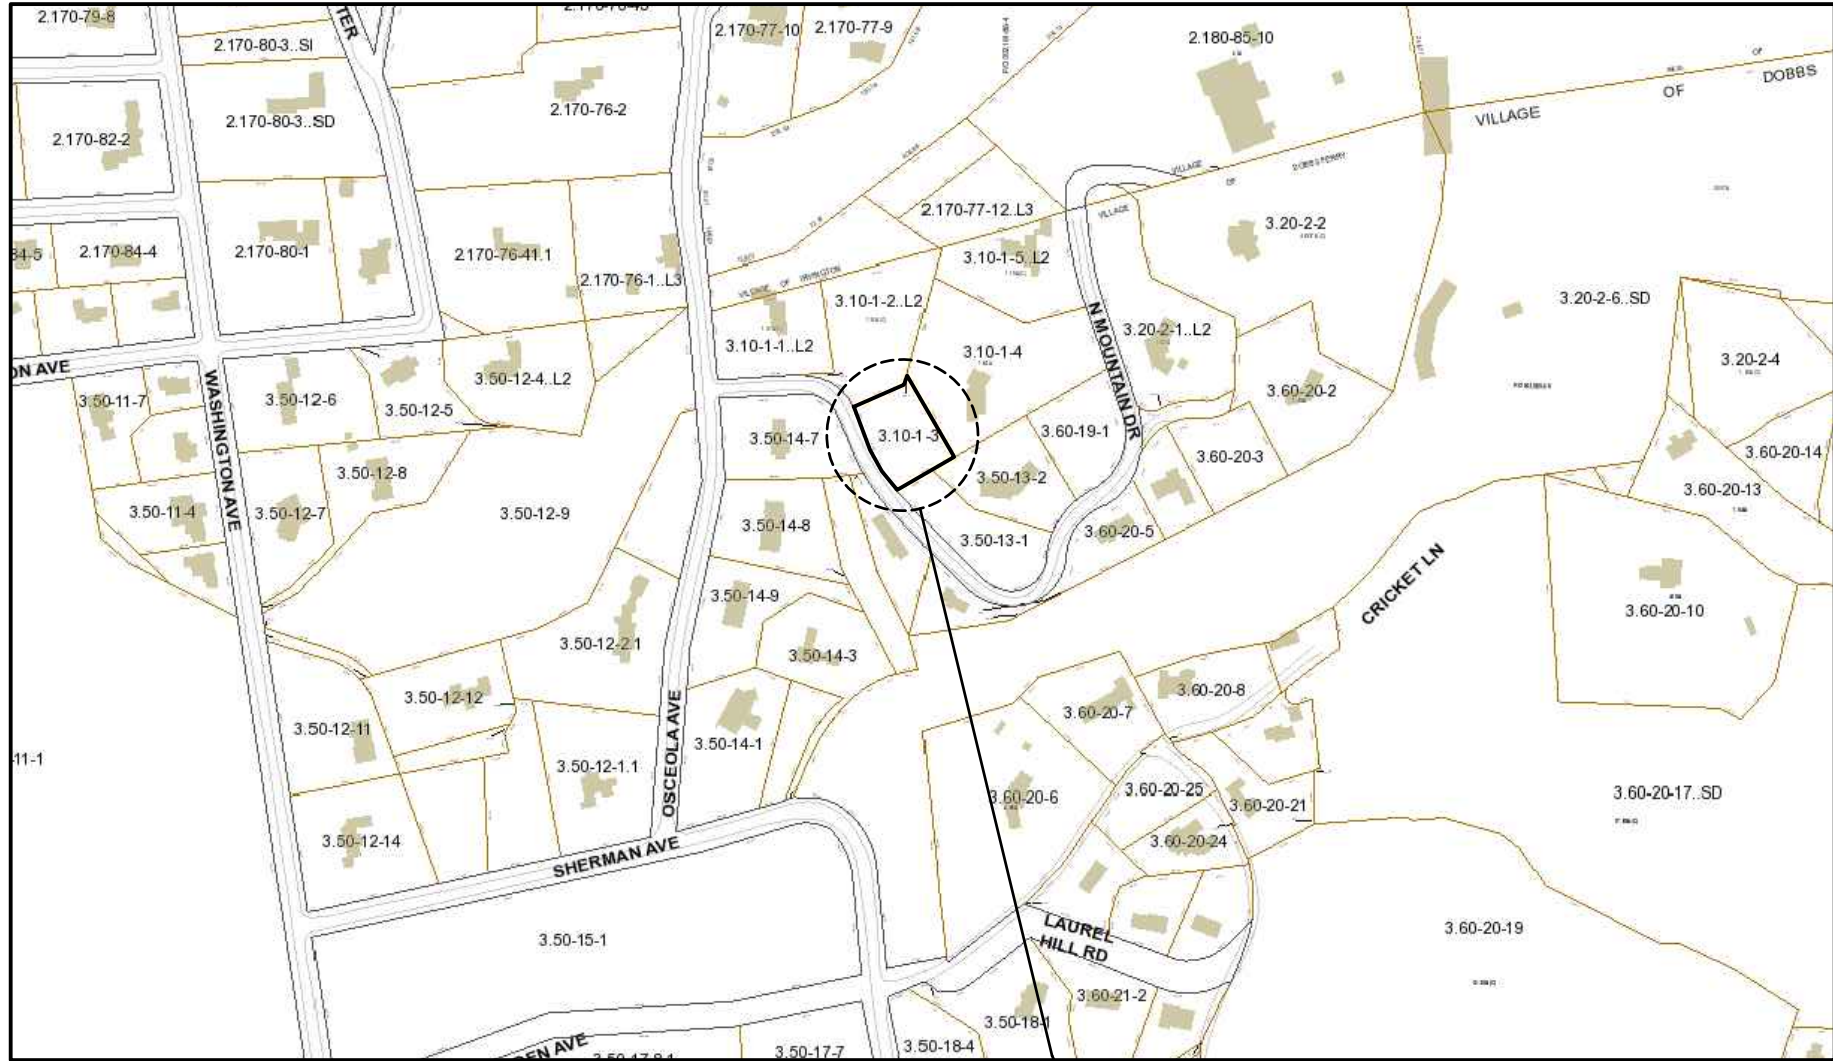 2.170-79-8
2.170-80-3..SI
2.170-77-10
2.170-77-9
2.180-85-10
DOBBS
OF
VILLAGE
2.170-82-2
2.170-80-3..SD
2.170-76-2
VILLAGE
OF
DOBBS FERRY
VILLAGE
2.170-77-12..L3
3.20-2-2
2.170-84-4
2.170-80-1
2.170-76-41.1
2.170-76-1..L3
3.10-1-5..L2
VILLAGE OF IRVINGTON
3.10-1-2..L2
3.20-2-6..SD
3.10-1-1..L2
3.10-1-4
N MOUNTAIN DR
3.20-2-1..L2
3.20-2-4
ON AVE
WASHINGTON AVE
3.50-11-7
3.50-12-6
3.50-12-5
3.50-12-4..L2
3.60-20-2
3.50-14-7
3.10-1-3
3.60-19-1
3.60-20-3
3.60-20-14
3.50-12-8
3.50-13-2
3.60-20-13
3.50-11-4
3.50-12-7
3.50-12-9
3.50-14-8
3.50-13-1
3.60-20-5
CRICKET LN
3.50-14-9
3.60-20-10
3.50-12-2.1
3.50-14-3
3.50-12-12
3.60-20-8
3.60-20-7
3.50-12-11
OSCEOLA AVE
3.50-14-1
11-1
3.50-12-1.1
3.60-20-6
3.60-20-25
3.60-20-21
3.60-20-17..SD
3.50-12-14
SHERMAN AVE
3.60-20-24
3.50-15-1
LAUREL
HILL RD
3.60-20-19
3.60-21-2
3.50-18-1
DEN AVE
3.50-17-7
3.50-18-4